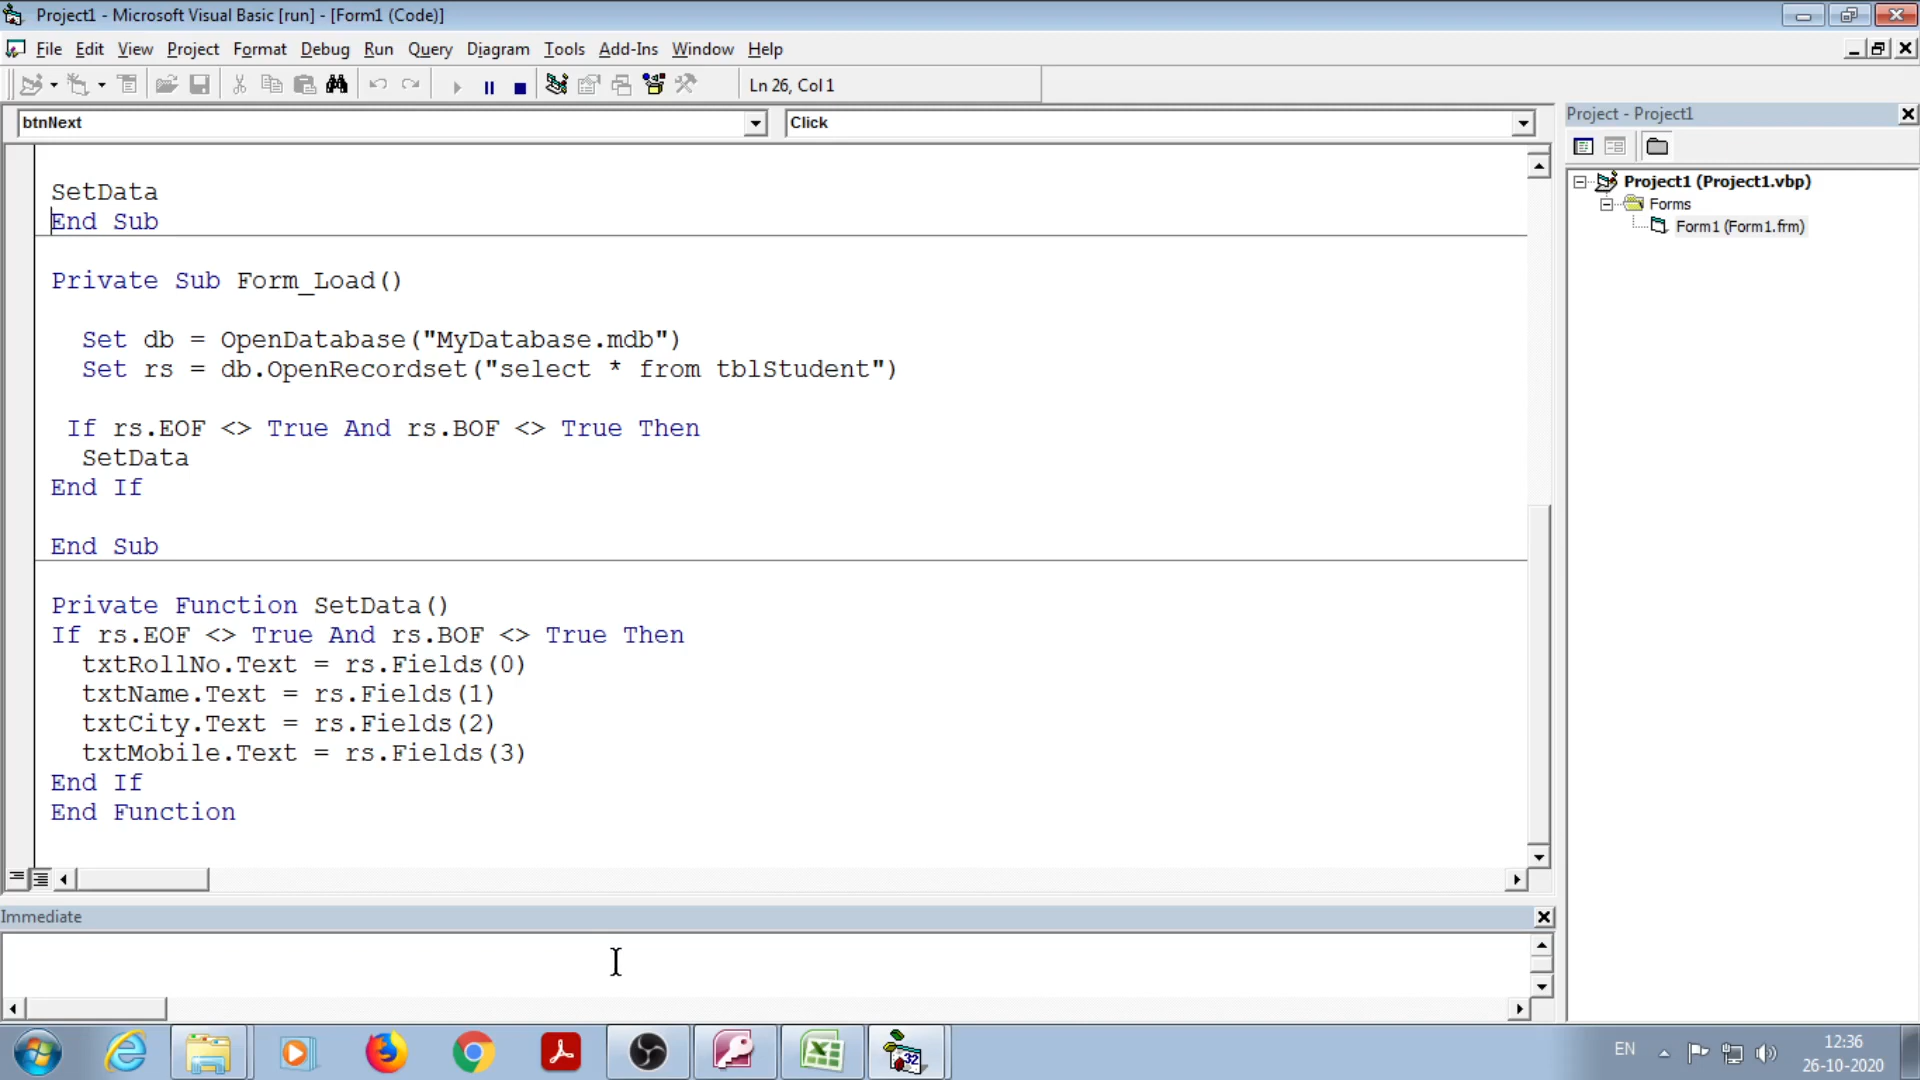 Project1 - Microsoft Visual Basic [run] - [Form1 (Code)]
File Edit View Project Format Debug Run Query Diagram Tools Add-Ins Window Help
Ln 26, Col 1
btnNext Click
SetData
End Sub
Private Sub Form_Load()
Set db = OpenDatabase("MyDatabase.mdb")
Set rs = db.OpenRecordset("select * from tblStudent")
If rs.EOF <> True And rs.BOF <> True Then
SetData
End If
End Sub
Private Function SetData()
If rs.EOF <> True And rs.BOF <> True Then
txtRollNo.Text = rs.Fields(0)
txtName.Text = rs.Fields(1)
txtCity.Text = rs.Fields(2)
txtMobile.Text = rs.Fields(3)
End If
End Function
Immediate
Project - Project1
Project1 (Project1.vbp)
Forms
Form1 (Form1.frm)
32
EN
12:36
26-10-2020